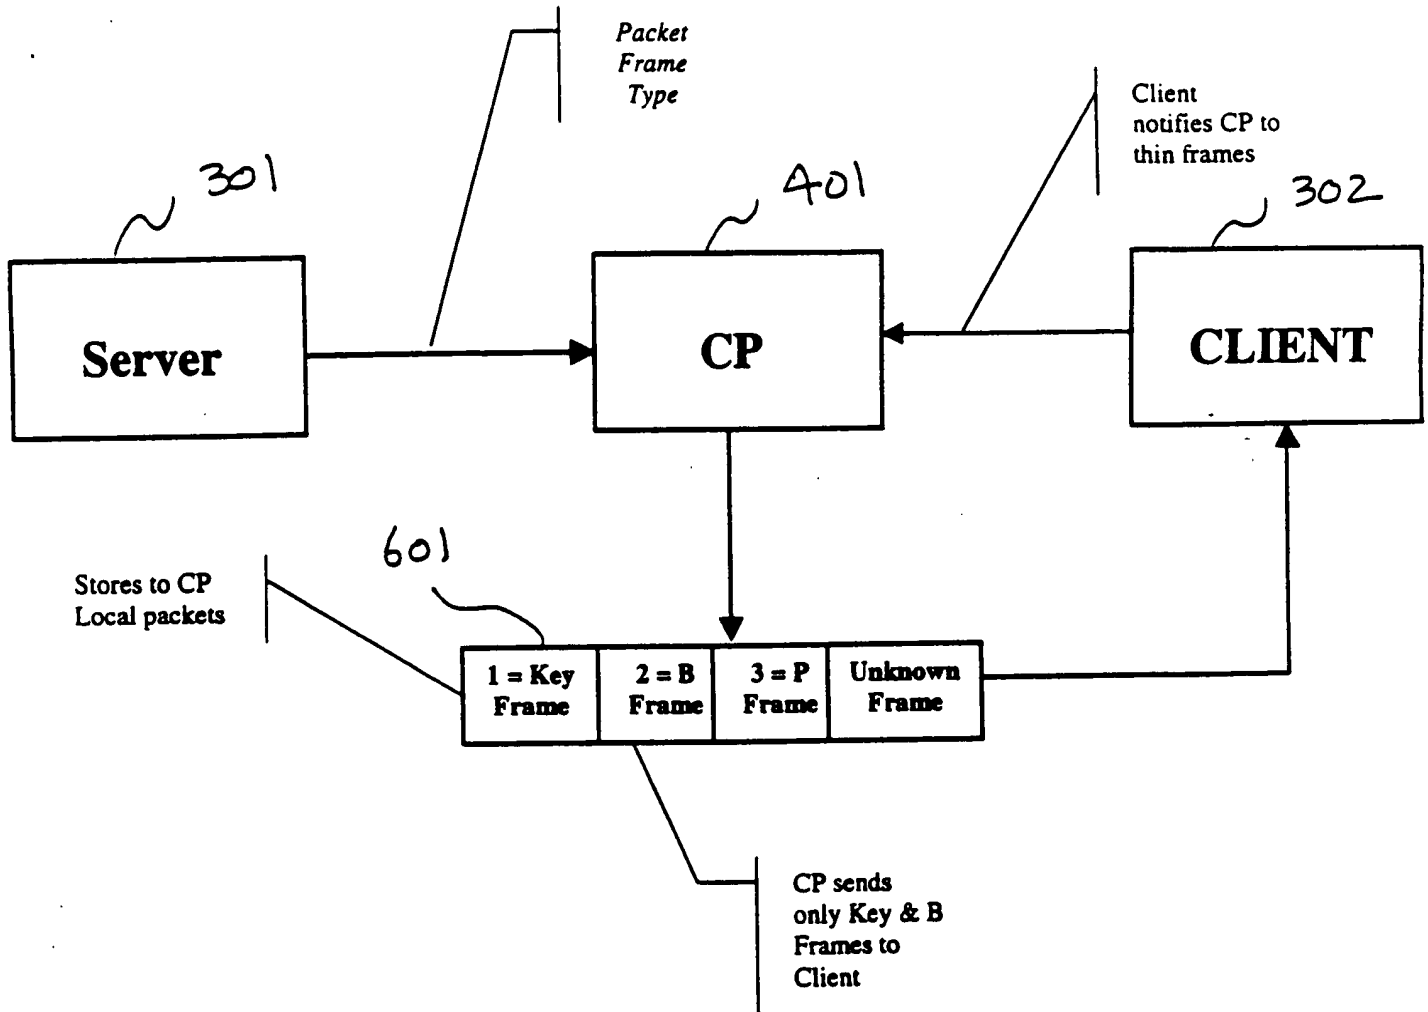 Packet
Frame
Type
Client
notifies CP to
thin frames
301
401
302
Server
CP
CLIENT
601
Stores to CP
Local packets
1 = Key
Frame
2 = B
Frame
3 = P
Frame
Unknown
Frame
CP sends
only Key & B
Frames to
Client